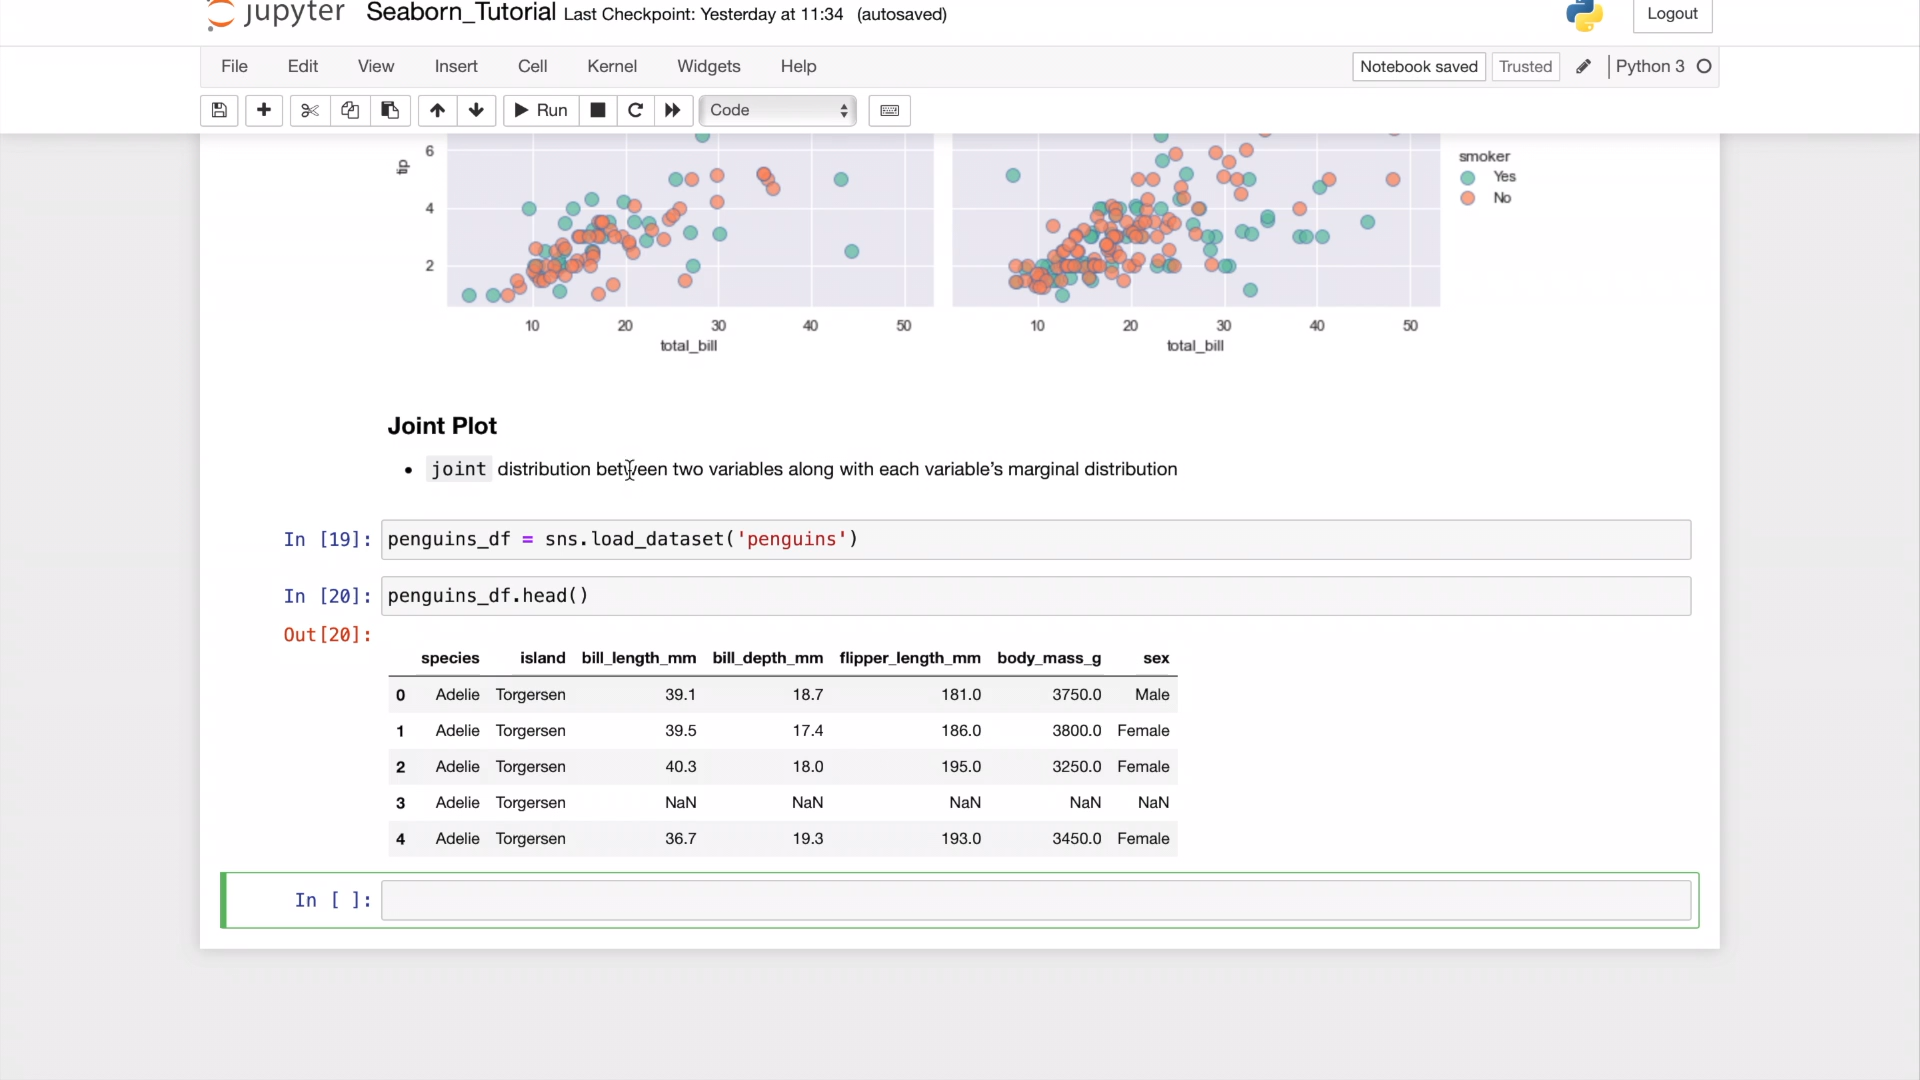 jupyter Seaborn_Tutorial Last Checkpoint: Yesterday at 11:34 (autosaved) Logout
File Edit View Insert Cell Kernel Widgets Help Notebook saved Trusted Python 3
Run Code
tip
6
4
2
10 20 30 40 50
total_bill
10 20 30 40 50
total_bill
smoker
Yes
No
Joint Plot
• joint distribution between two variables along with each variable’s marginal distribution
In [19]: penguins_df = sns.load_dataset('penguins')
In [20]: penguins_df.head()
Out[20]:
species island bill_length_mm bill_depth_mm flipper_length_mm body_mass_g sex
0 Adelie Torgersen 39.1 18.7 181.0 3750.0 Male
1 Adelie Torgersen 39.5 17.4 186.0 3800.0 Female
2 Adelie Torgersen 40.3 18.0 195.0 3250.0 Female
3 Adelie Torgersen NaN NaN NaN NaN NaN
4 Adelie Torgersen 36.7 19.3 193.0 3450.0 Female
In [ ]: